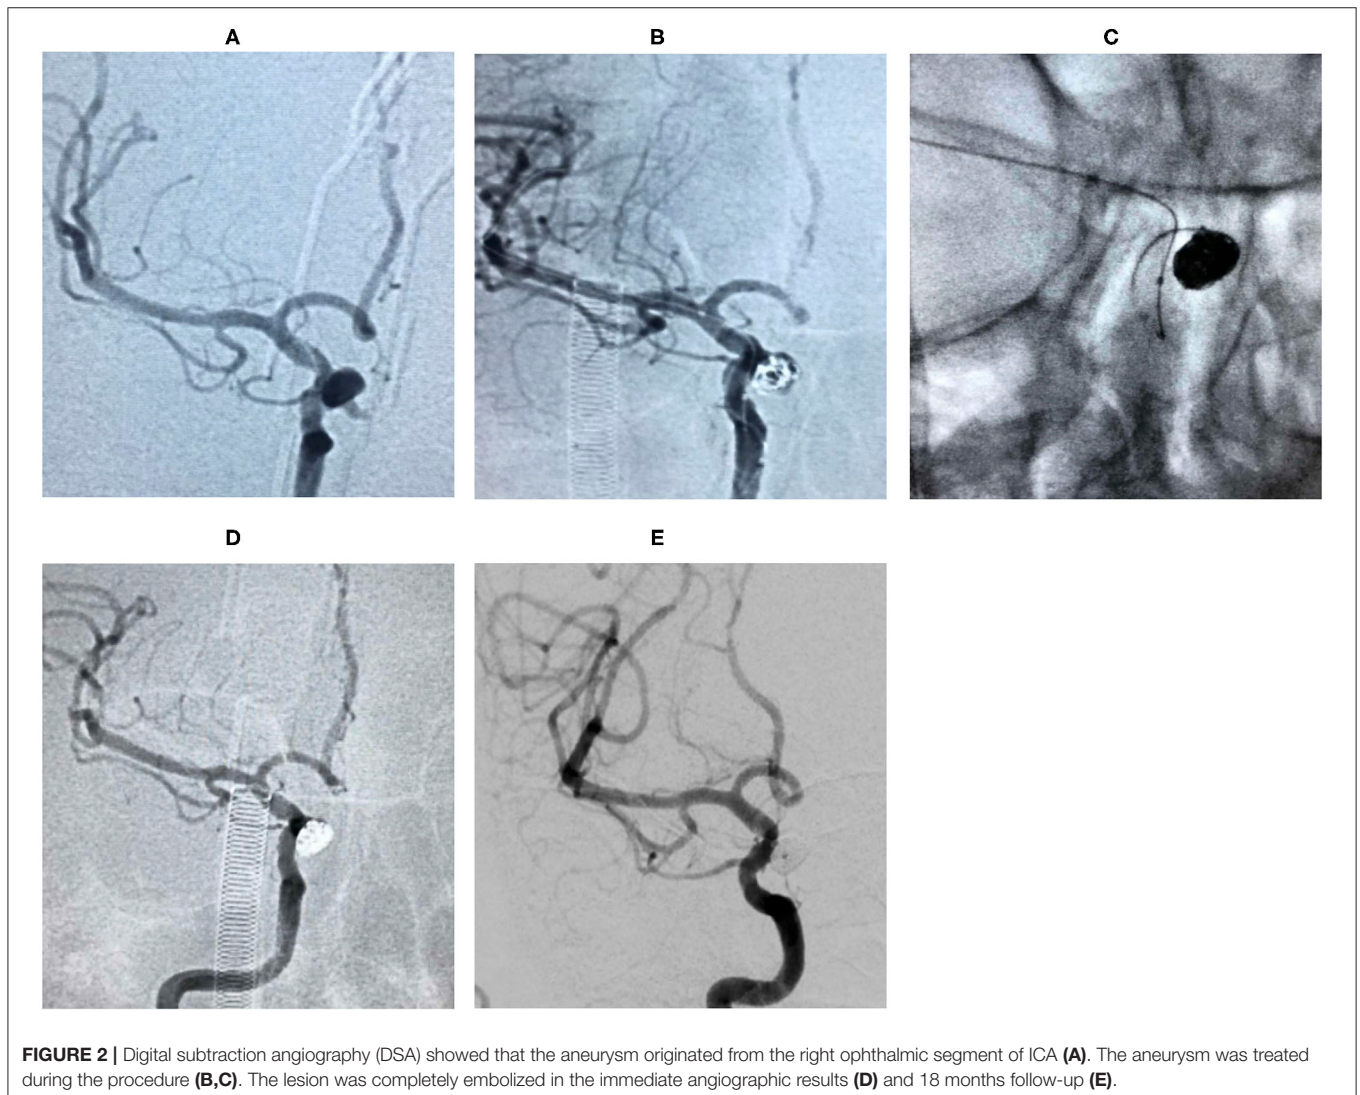 A
B
C
D
E
FIGURE 2 | Digital subtraction angiography (DSA) showed that the aneurysm originated from the right ophthalmic segment of ICA (A). The aneurysm was treated
during the procedure (B,C). The lesion was completely embolized in the immediate angiographic results (D) and 18 months follow-up (E).